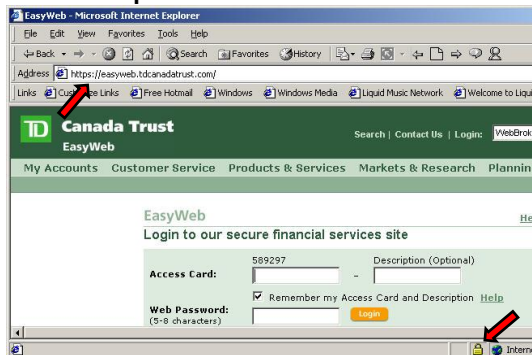 EasyWeb - Microsoft Internet Explorer
File Edit View Favorites Tools Help
Back Search Favorites History
Address https://easyweb.tdcanadatrust.com/
Links Free Hotmail Windows Windows Media Liquid Music Network Welcome to Liqui
TD Canada Trust
EasyWeb
Search | Contact Us | Login: WebBrok
My Accounts Customer Service Products & Services Markets & Research Plannin
EasyWeb
He
Login to our secure financial services site
589297 Description (Optional)
Access Card: -
Remember my Access Card and Description Help
Web Password: Login
(5-8 characters)
Interne